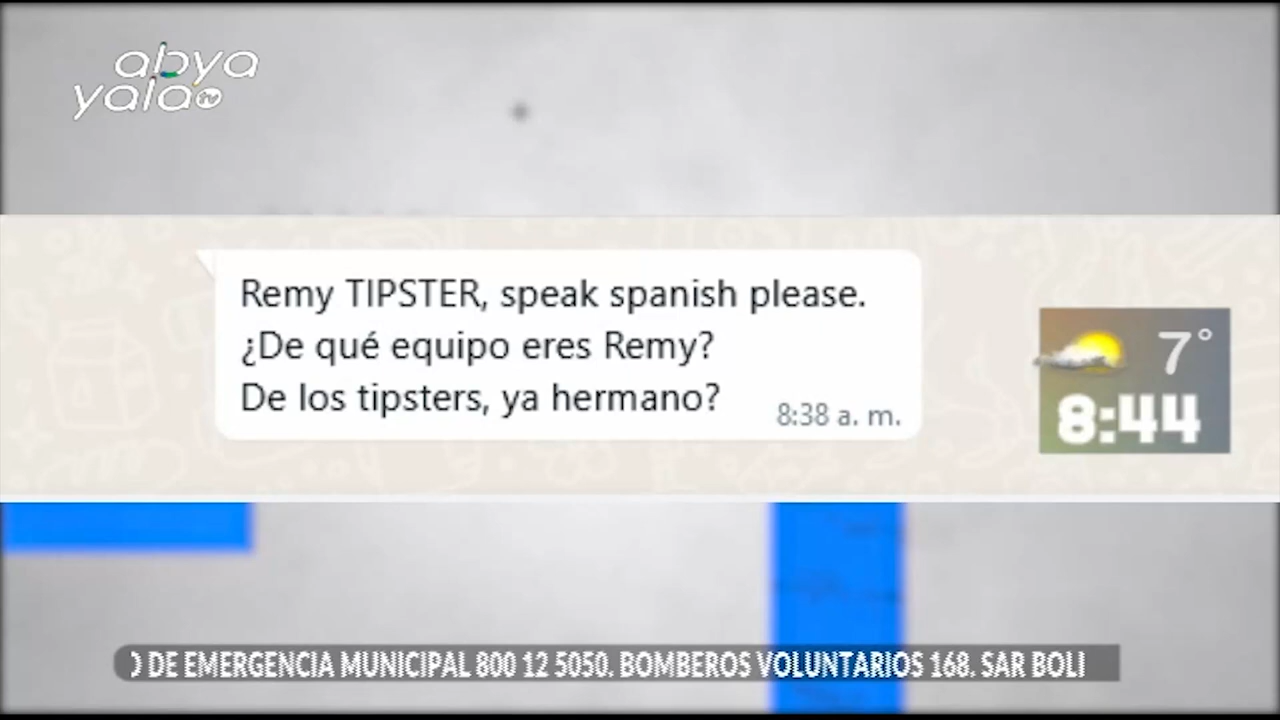 abya
yala tv
Remy TIPSTER, speak spanish please.
¿De qué equipo eres Remy?
De los tipsters, ya hermano?
8:38 a. m.
7°
8:44
DE EMERGENCIA MUNICIPAL 800 12 5050. BOMBEROS VOLUNTARIOS 168. SAR BOLI